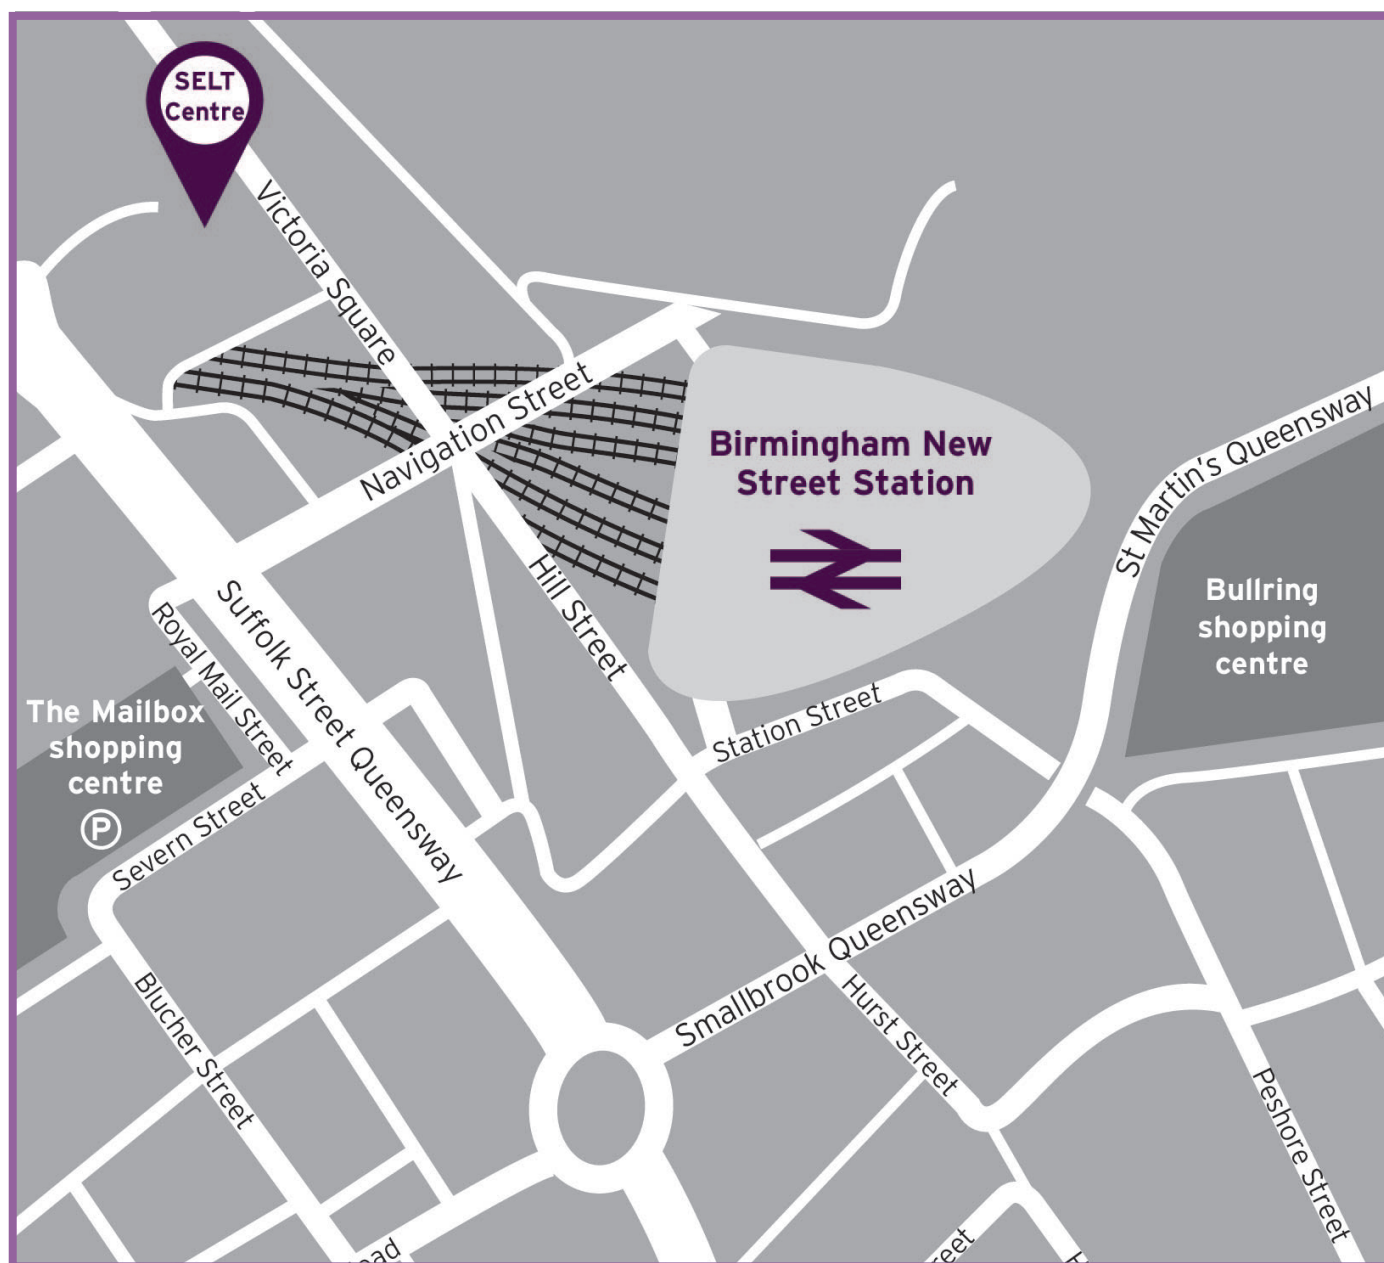 SELT
Centre
Victoria Square
Navigation Street
Birmingham New
Street Station
St Martin's Queensway
Bullring
shopping
centre
Hill Street
Suffolk Street Queensway
Royal Mail Street
The Mailbox
shopping
centre
P
Severn Street
Station Street
Smallbrook Queensway
Hurst Street
Blucher Street
Peshore Street